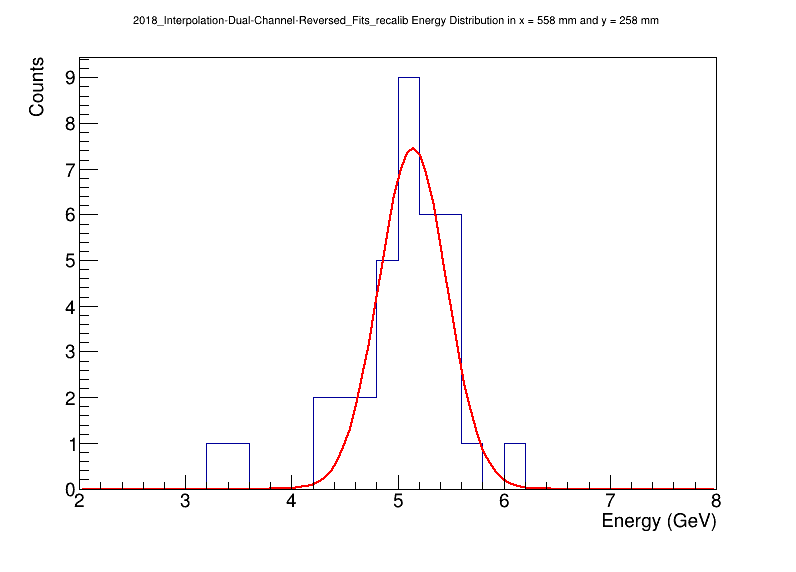 2018_Interpolation-Dual-Channel-Reversed_Fits_recalib Energy Distribution in x = 558 mm and y = 258 mm
Counts
9
8
7
6
5
4
3
2
1
0
2 3 4 5 6 7 8
Energy (GeV)